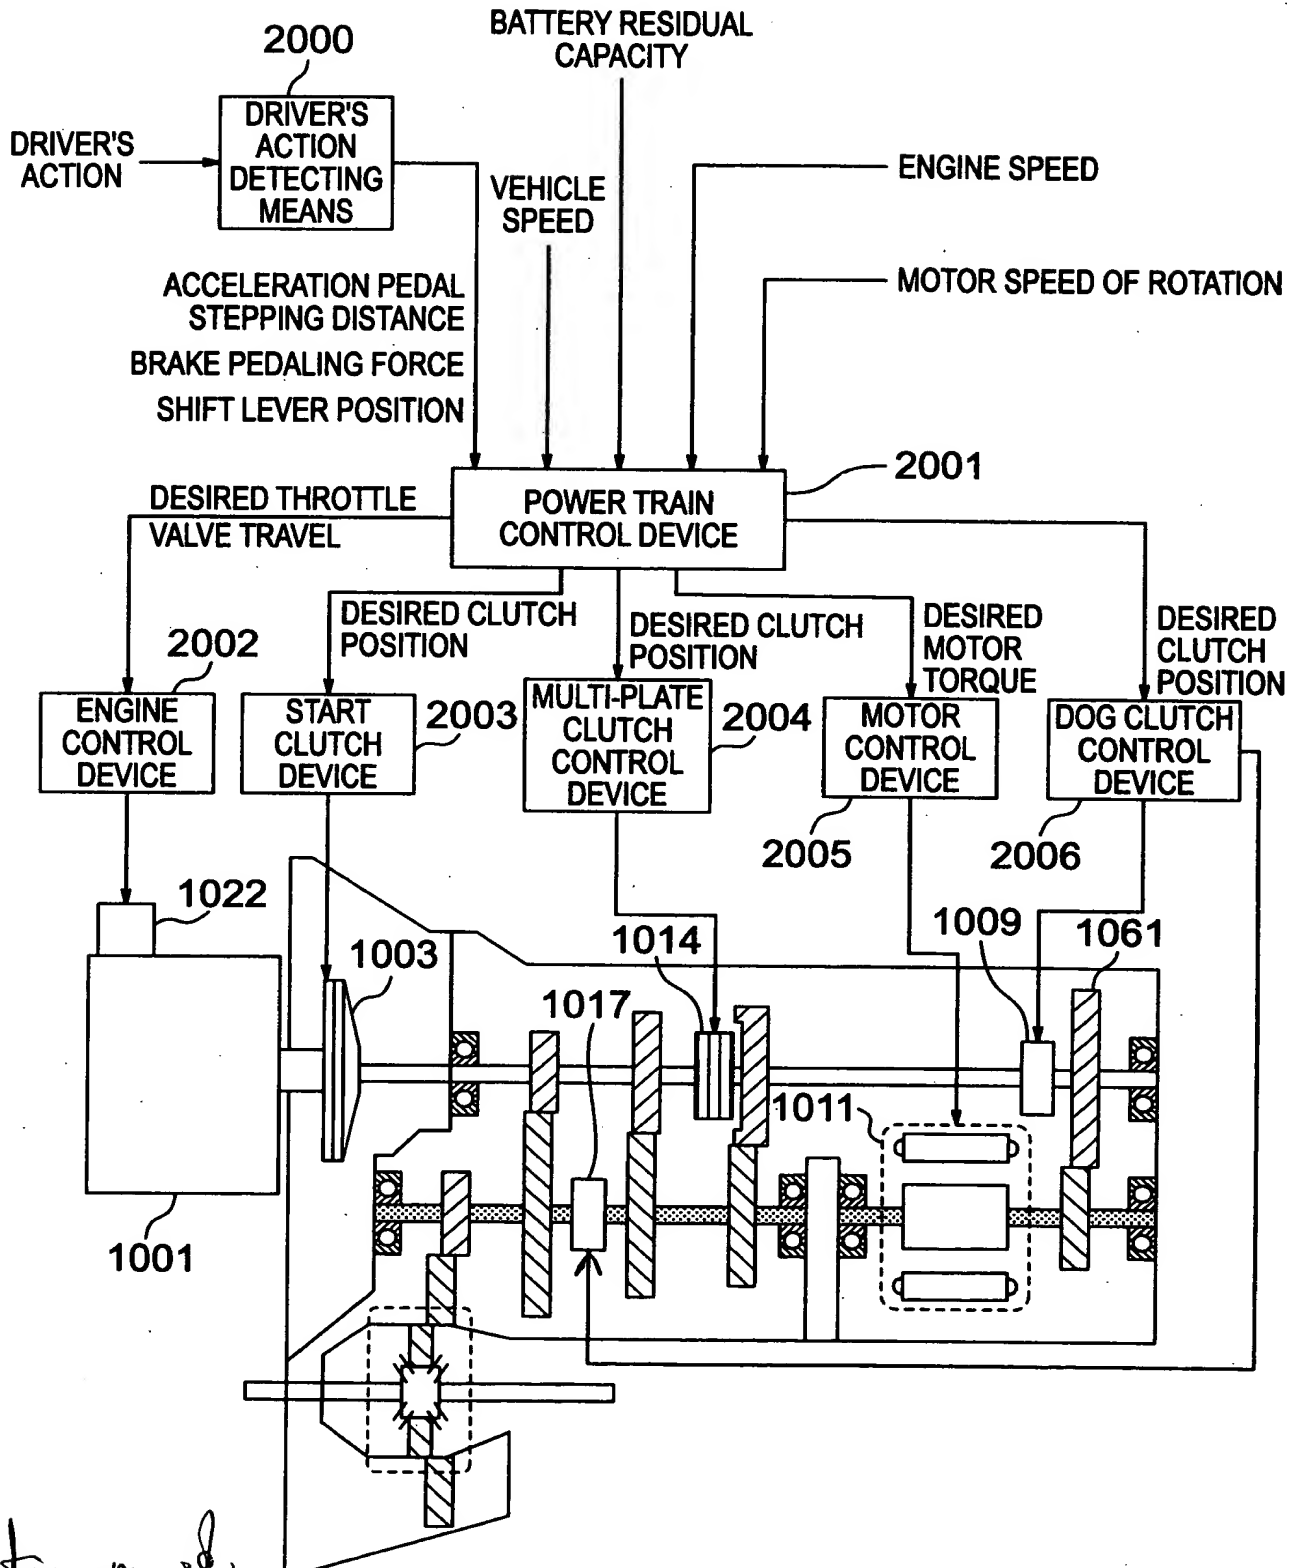 BATTERY RESIDUAL
CAPACITY
2000
DRIVER'S
ACTION
DETECTING
MEANS
DRIVER'S
ACTION
VEHICLE
SPEED
ENGINE SPEED
MOTOR SPEED OF ROTATION
ACCELERATION PEDAL
STEPPING DISTANCE
BRAKE PEDALING FORCE
SHIFT LEVER POSITION
2001
POWER TRAIN
CONTROL DEVICE
DESIRED THROTTLE
VALVE TRAVEL
DESIRED CLUTCH
POSITION
DESIRED CLUTCH
POSITION
DESIRED
MOTOR
TORQUE
DESIRED
CLUTCH
POSITION
2002
ENGINE
CONTROL
DEVICE
START
CLUTCH
DEVICE
2003
MULTI-PLATE
CLUTCH
CONTROL
DEVICE
2004
MOTOR
CONTROL
DEVICE
2005
DOG CLUTCH
CONTROL
DEVICE
2006
1022
1003
1014
1017
1009
1061
1011
1001